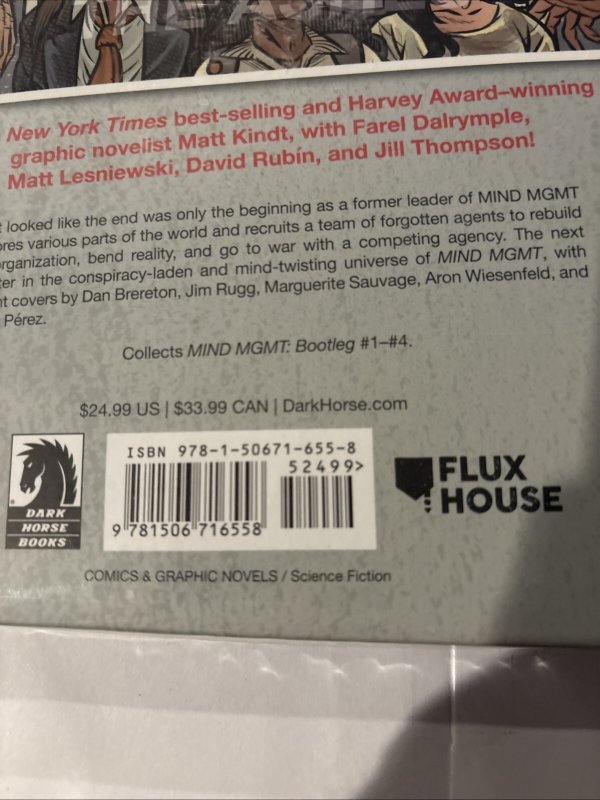 New York Times best-selling and Harvey Award–winning
graphic novelist Matt Kindt, with Farel Dalrymple,
Matt Lesniewski, David Rubín, and Jill Thompson!
looked like the end was only the beginning as a former leader of MIND MGMT
various parts of the world and recruits a team of forgotten agents to rebuild
organization, bend reality, and go to war with a competing agency. The next
in the conspiracy-laden and mind-twisting universe of MIND MGMT, with
covers by Dan Brereton, Jim Rugg, Marguerite Sauvage, Aron Wiesenfeld, and
Pérez.
Collects MIND MGMT: Bootleg #1–#4.
$24.99 US | $33.99 CAN | DarkHorse.com
ISBN 978-1-50671-655-8
52499>
9 781506 716558
DARK
HORSE
BOOKS
FLUX
HOUSE
COMICS & GRAPHIC NOVELS / Science Fiction